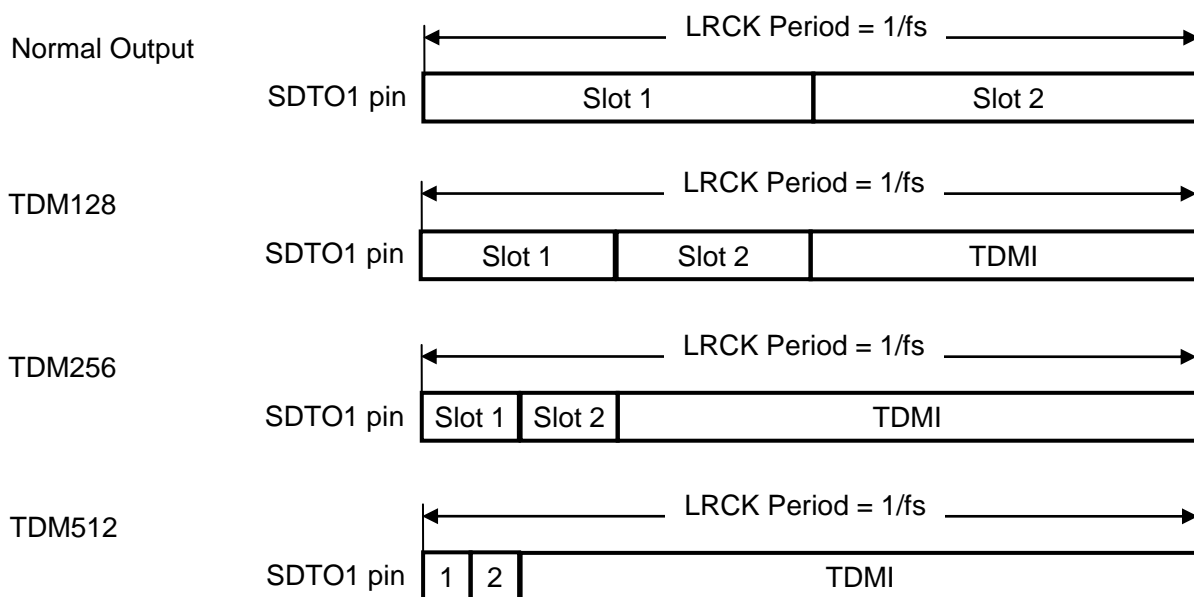 Normal Output
LRCK Period = 1/fs
SDTO1 pin
Slot 1
Slot 2
TDM128
LRCK Period = 1/fs
SDTO1 pin
Slot 1
Slot 2
TDMI
TDM256
LRCK Period = 1/fs
SDTO1 pin
Slot 1
Slot 2
TDMI
TDM512
LRCK Period = 1/fs
SDTO1 pin
1
2
TDMI